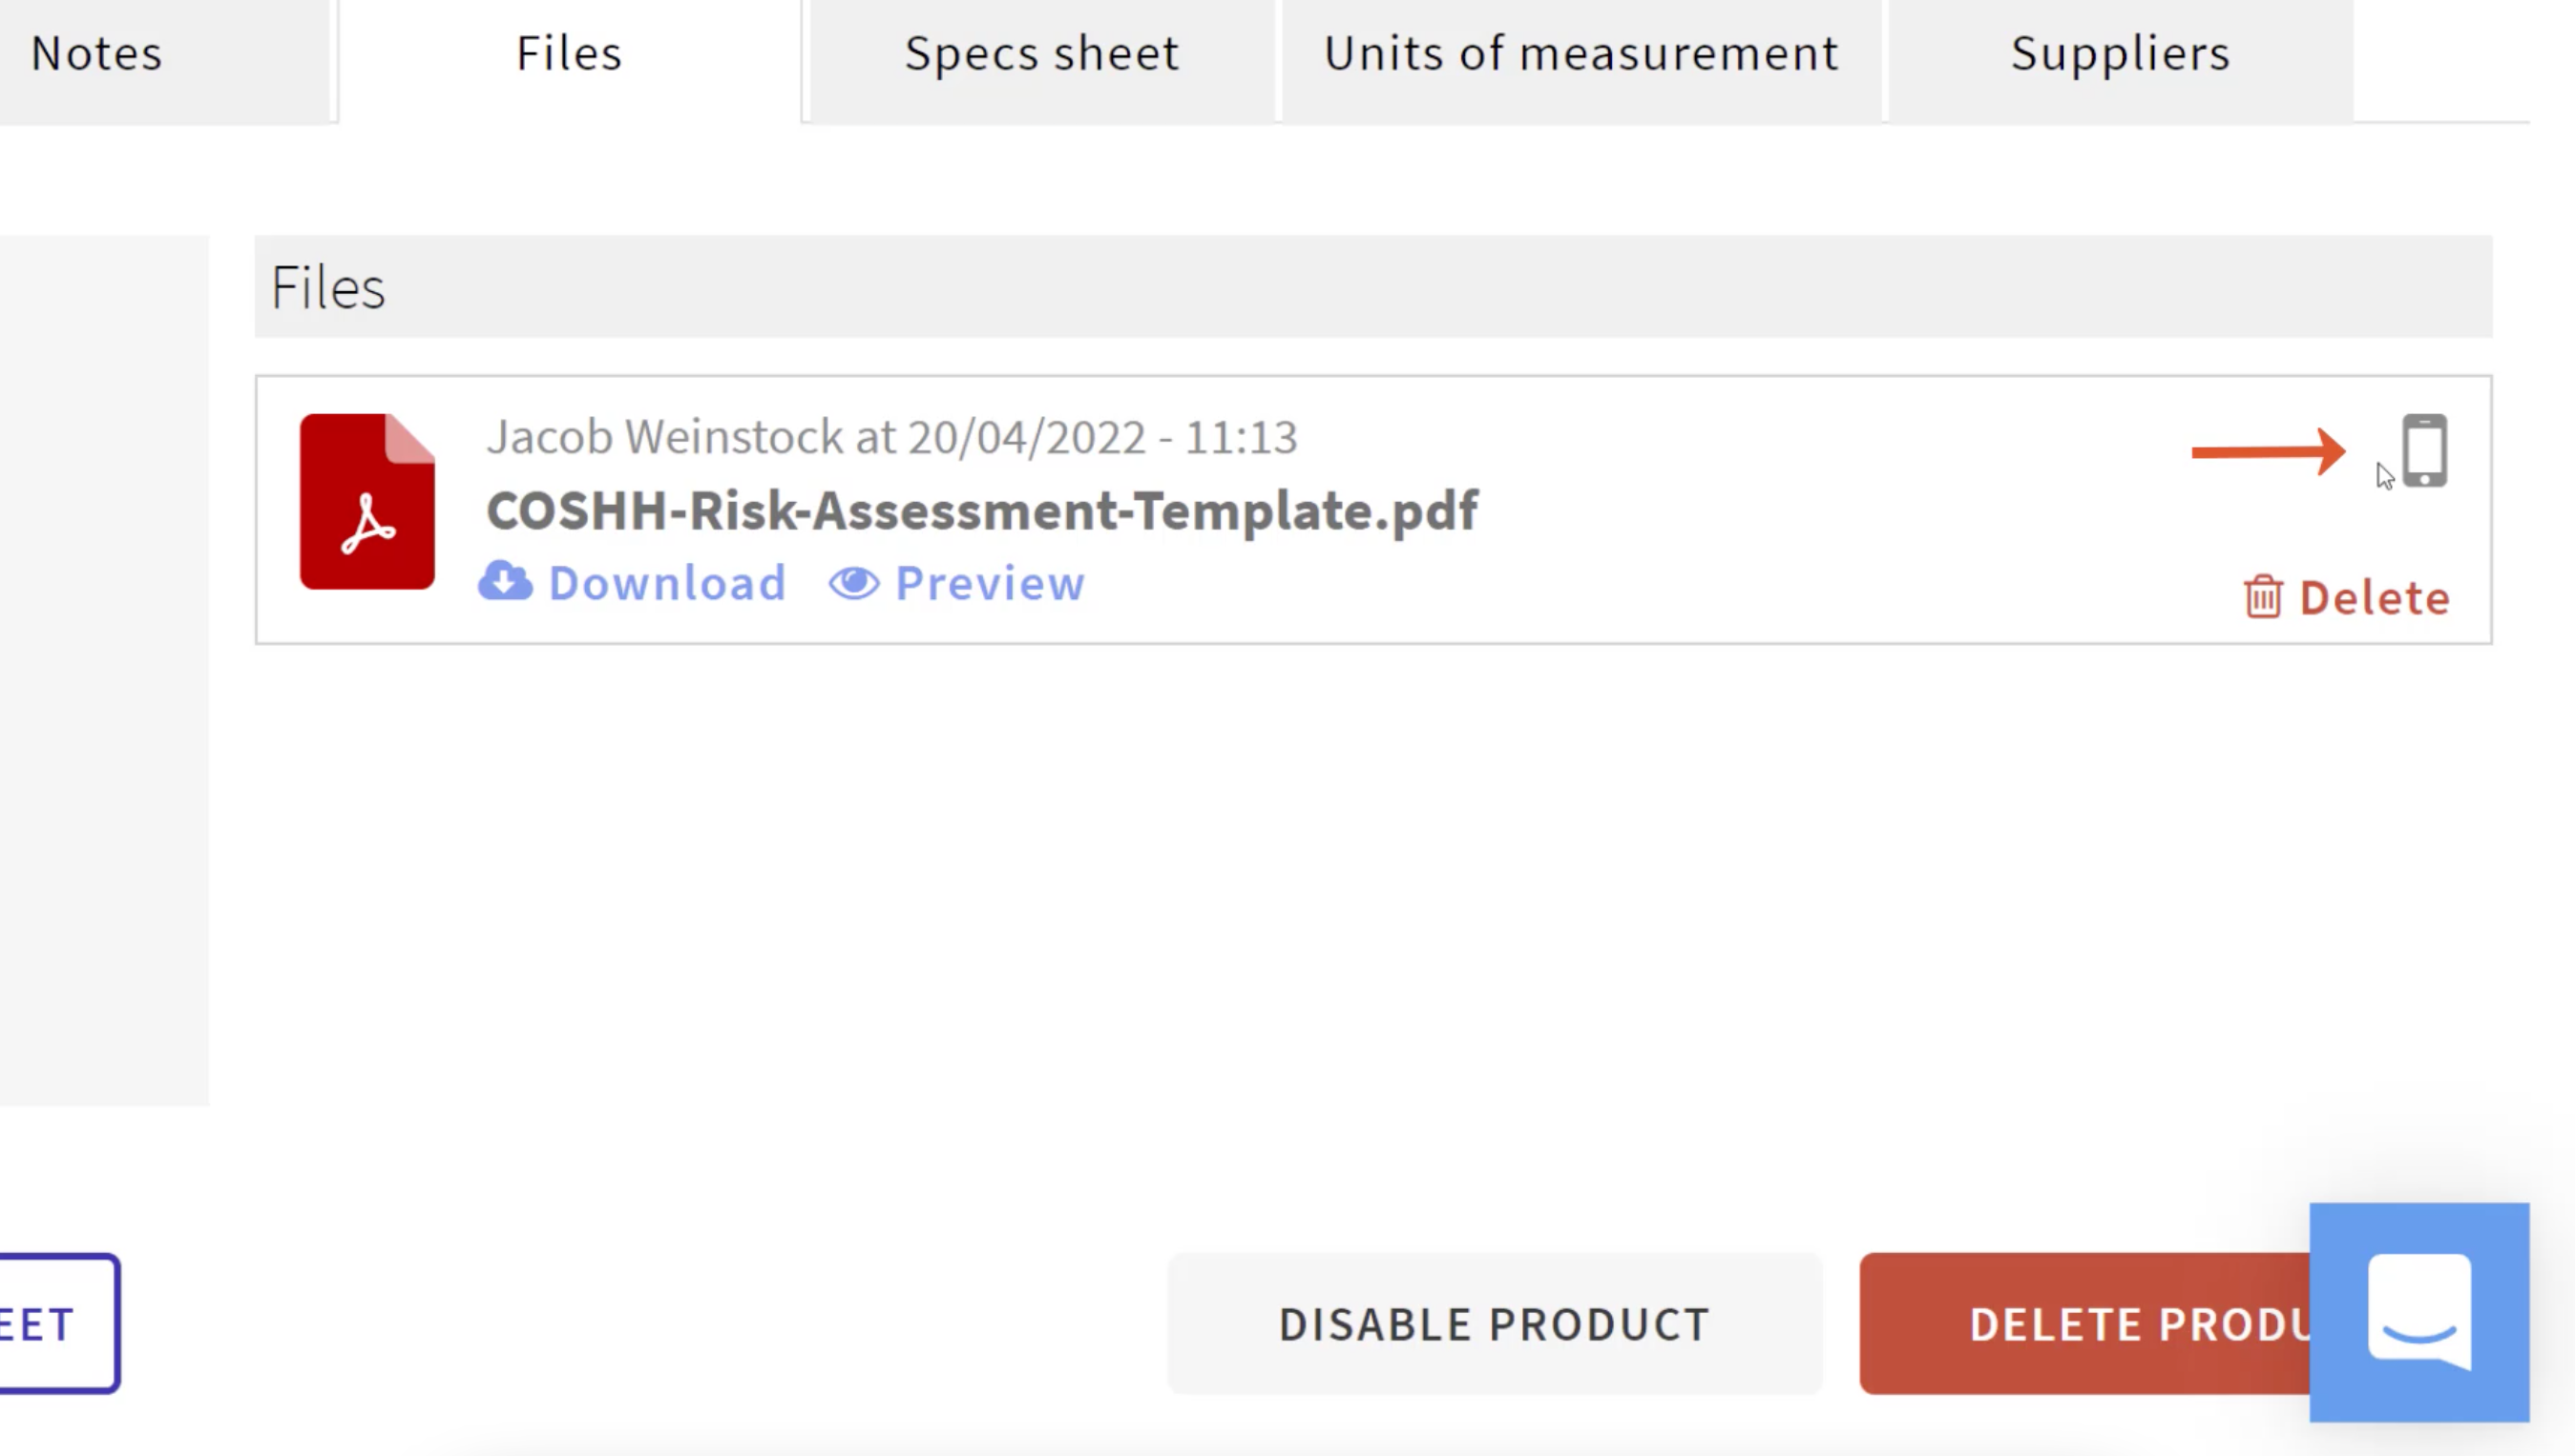 Notes
Files
Specs sheet
Units of measurement
Suppliers
Files
Jacob Weinstock at 20/04/2022 - 11:13
COSHH-Risk-Assessment-Template.pdf
Download
Preview
Delete
EET
DISABLE PRODUCT
DELETE PRODU